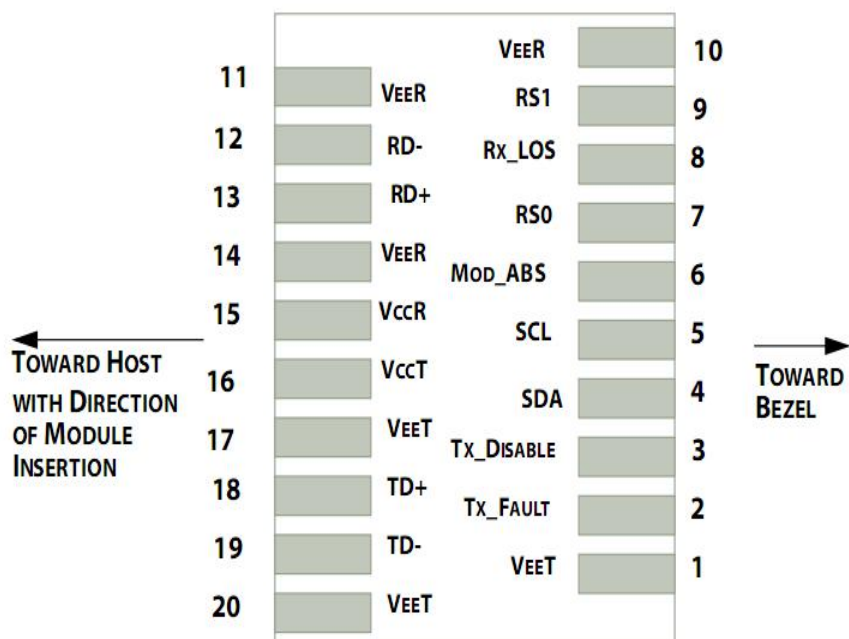 11
VEER
12
RD-
13
RD+
14
VEER
15
VCCR
16
VCCT
17
VEET
18
TD+
19
TD-
20
VEET
VEER
10
RS1
9
RX_LOS
8
RS0
7
MOD_ABS
6
SCL
5
SDA
4
TX_DISABLE
3
TX_FAULT
2
VEET
1
TOWARD HOST
WITH DIRECTION
OF MODULE
INSERTION
TOWARD
BEZEL